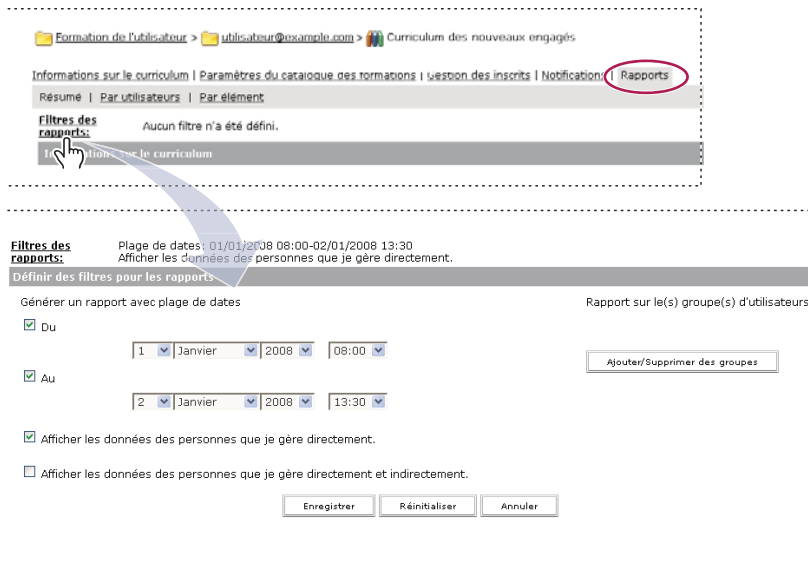 Formation de l'utilisateur > utilisateur@example.com > Curriculum des nouveaux engagés
Informations sur le curriculum | Paramètres du catalogue des formations | Gestion des inscrits | Notifications | Rapports
Résumé | Par utilisateurs | Par élément
Filtres des rapports: Aucun filtre n'a été défini.
Informations sur le curriculum
Filtres des rapports: Plage de dates: 01/01/2008 08:00-02/01/2008 13:30
Afficher les données des personnes que je gère directement.
Définir des filtres pour les rapports
Générer un rapport avec plage de dates
Rapport sur le(s) groupe(s) d'utilisateurs
Du
1 Janvier 2008 08:00
Ajouter/Supprimer des groupes
Au
2 Janvier 2008 13:30
Afficher les données des personnes que je gère directement.
Afficher les données des personnes que je gère directement et indirectement.
Enregistrer Réinitialiser Annuler